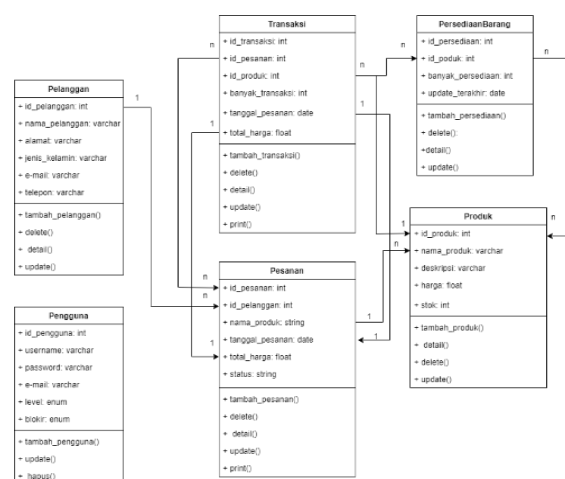 Transaksi
+ id_transaksi: int
+ id_pesanan: int
+ id_produk: int
+ banyak_transaksi: int
+ tanggal_pesanan: date
+ total_harga: float
+ tambah_transaksi()
+ delete()
+ detail()
+ update()
+ print()
PersediaanBarang
+ id_persediaan: int
+ id_poduk: int
+ banyak_persediaan: int
+ update_terakhir: date
+ tambah_persediaan()
+ delete():
+detail()
+ update()
Pelanggan
+ id_pelanggan: int
+ nama_pelanggan: varchar
+ alamat: varchar
+ jenis_kelamin: varchar
+ e-mail: varchar
+ telepon: varchar
+ tambah_pelanggan()
+ delete()
+ detail()
+ update()
Produk
+ id_produk: int
+ nama_produk: varchar
+ deskripsi: varchar
+ harga: float
+ stok: int
+ tambah_produk()
+ detail()
+ delete()
+ update()
Pesanan
+ id_pesanan: int
+ id_pelanggan: int
+ nama_produk: string
+ tanggal_pesanan: date
+ total_harga: float
+ status: string
+ tambah_pesanan()
+ delete()
+ detail()
+ update()
+ print()
Pengguna
+ id_pengguna: int
+ username: varchar
+ password: varchar
+ e-mail: varchar
+ level: enum
+ blokir: enum
+ tambah_pengguna()
+ update()
+ hapus()
n
n
n
n
1
1
1
1
n
n
n
n
1
1
1